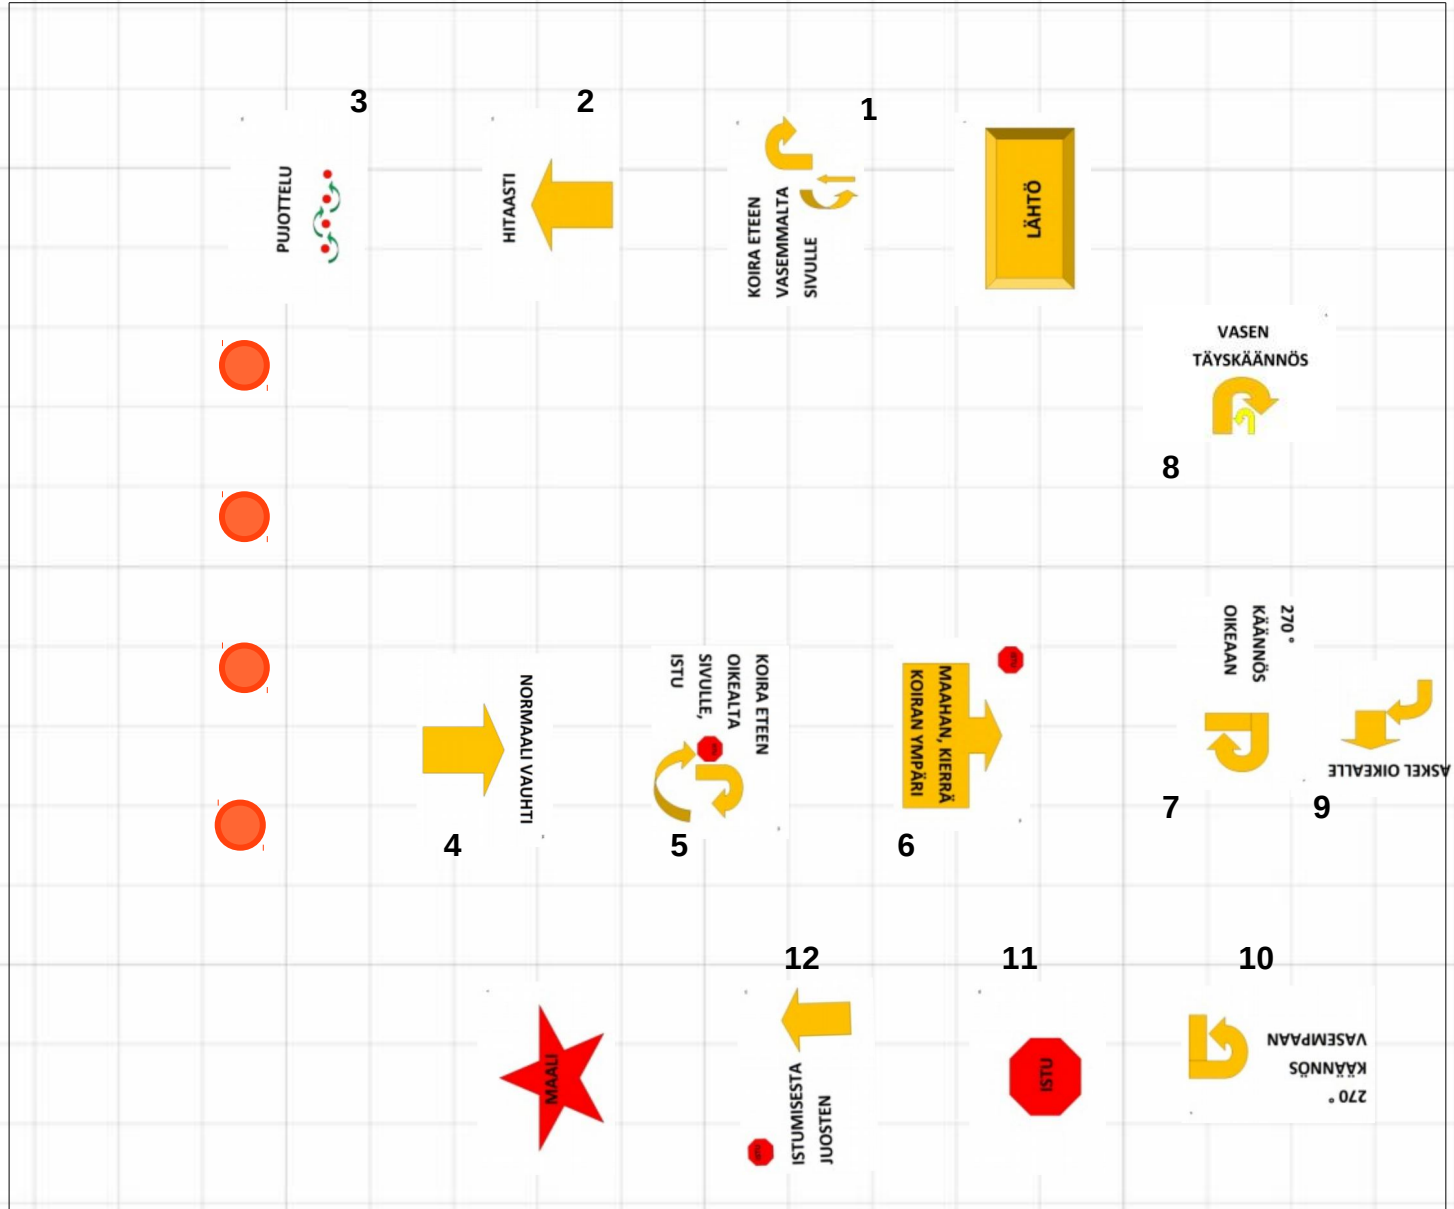 3
2
1
PUJOTTELU
HITAASTI
KOIRA ETEEN
VASEMMALTA
SIVULLE
LÄHTÖ
VASEN
TÄYSKÄÄNNÖS
8
NORMAALI VAUHTI
4
KOIRA ETEEN
OIKEALTA
SIVULLE,
ISTU
5
MAAHAN, KIERRÄ
KOIRAN YMPÄRI
6
270°
KÄÄNNÖS
OIKEAAN
7
ASKEL OIKEALLE
9
12
11
10
MAALI
ISTUMISESTA
JUOSTEN
ISTU
270°
KÄÄNNÖS
VASEMPAAN